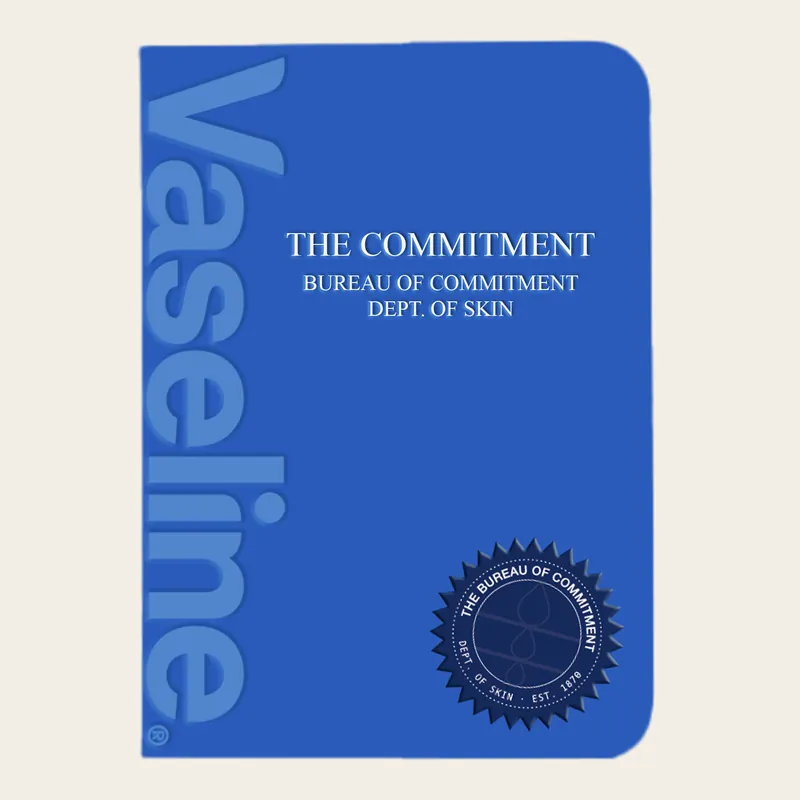 Vaseline®
THE COMMITMENT
BUREAU OF COMMITMENT
DEPT. OF SKIN
THE BUREAU OF COMMITMENT
DEPT. OF SKIN · EST. 1870